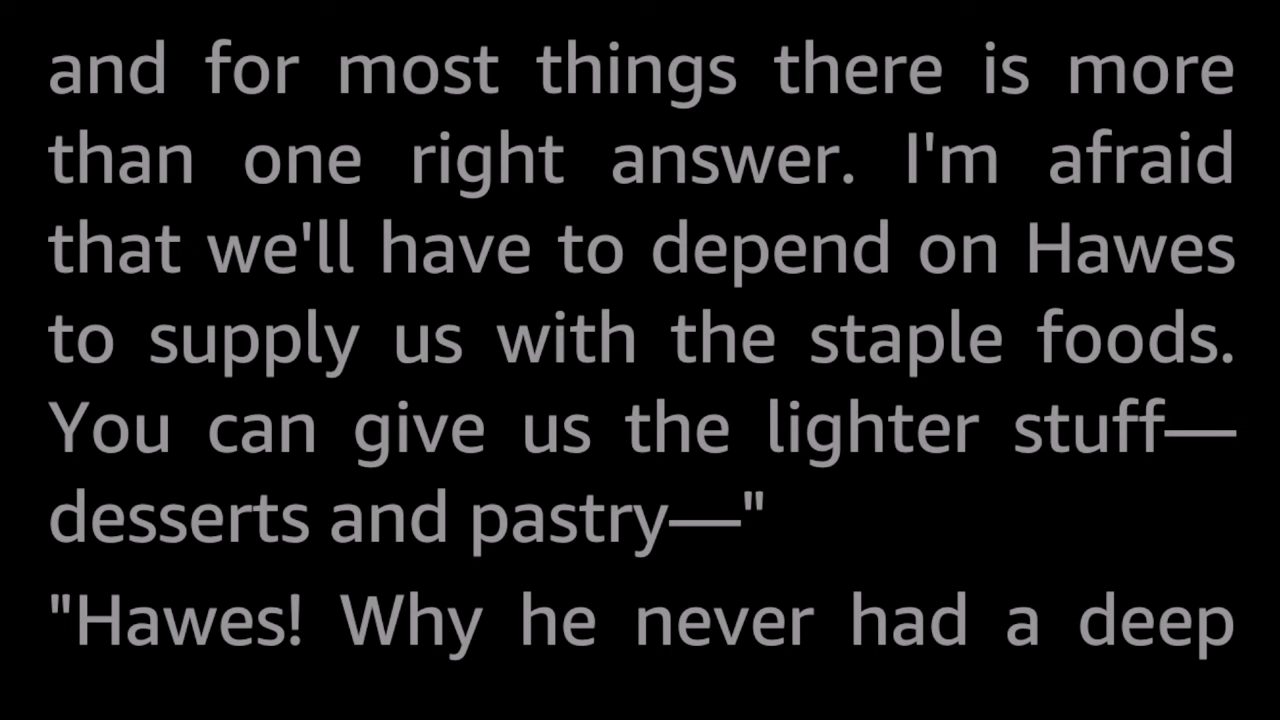 and for most things there is more
than one right answer. I'm afraid
that we'll have to depend on Hawes
to supply us with the staple foods.
You can give us the lighter stuff—
desserts and pastry—"
"Hawes! Why he never had a deep